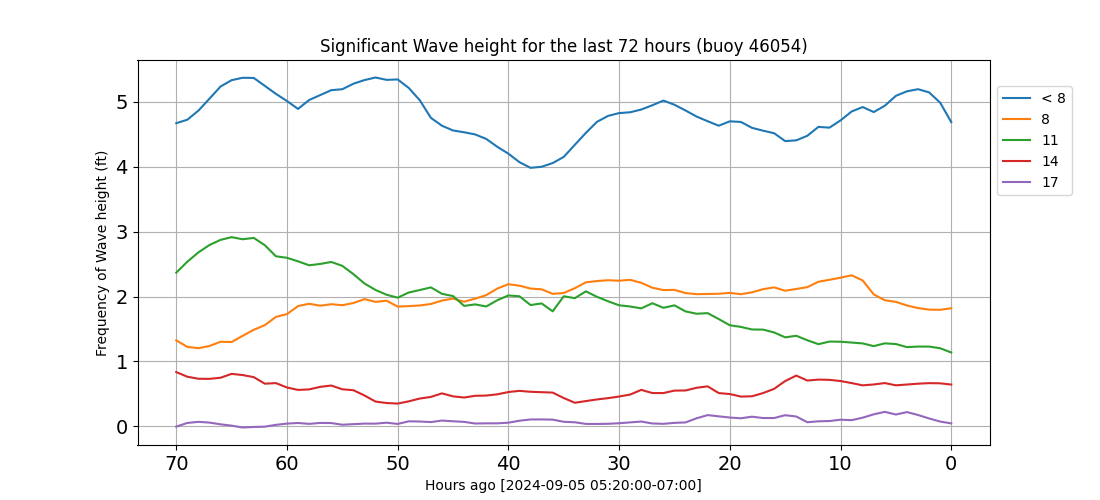 Significant Wave height for the last 72 hours (buoy 46054)
Frequency of Wave height (ft)
5
4
3
2
1
0
70 60 50 40 30 20 10 0
Hours ago [2024-09-05 05:20:00-07:00]
< 8
8
11
14
17